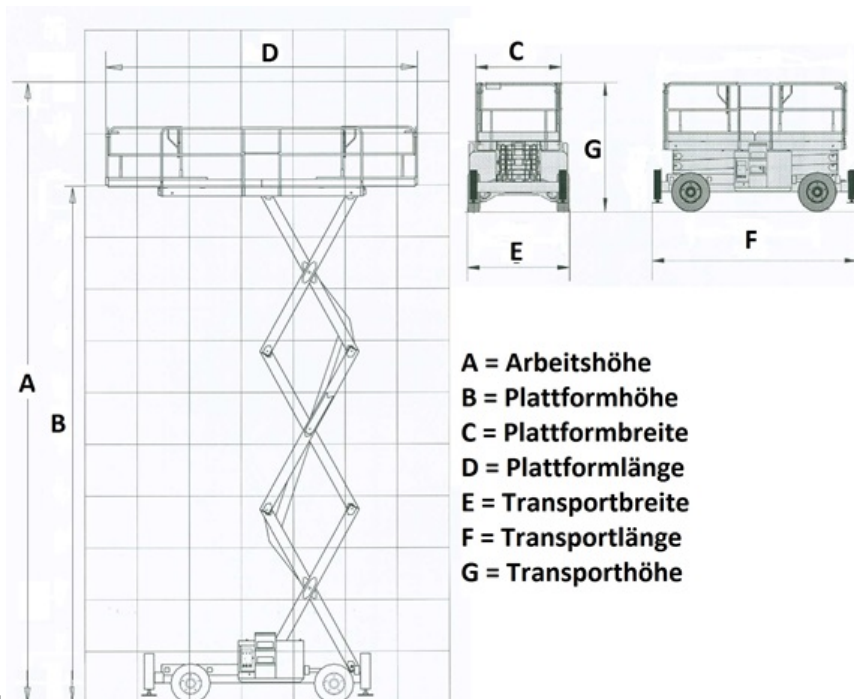 D
C
G
E
F
A
B
A = Arbeitshöhe
B = Plattformhöhe
C = Plattformbreite
D = Plattformlänge
E = Transportbreite
F = Transportlänge
G = Transporthöhe